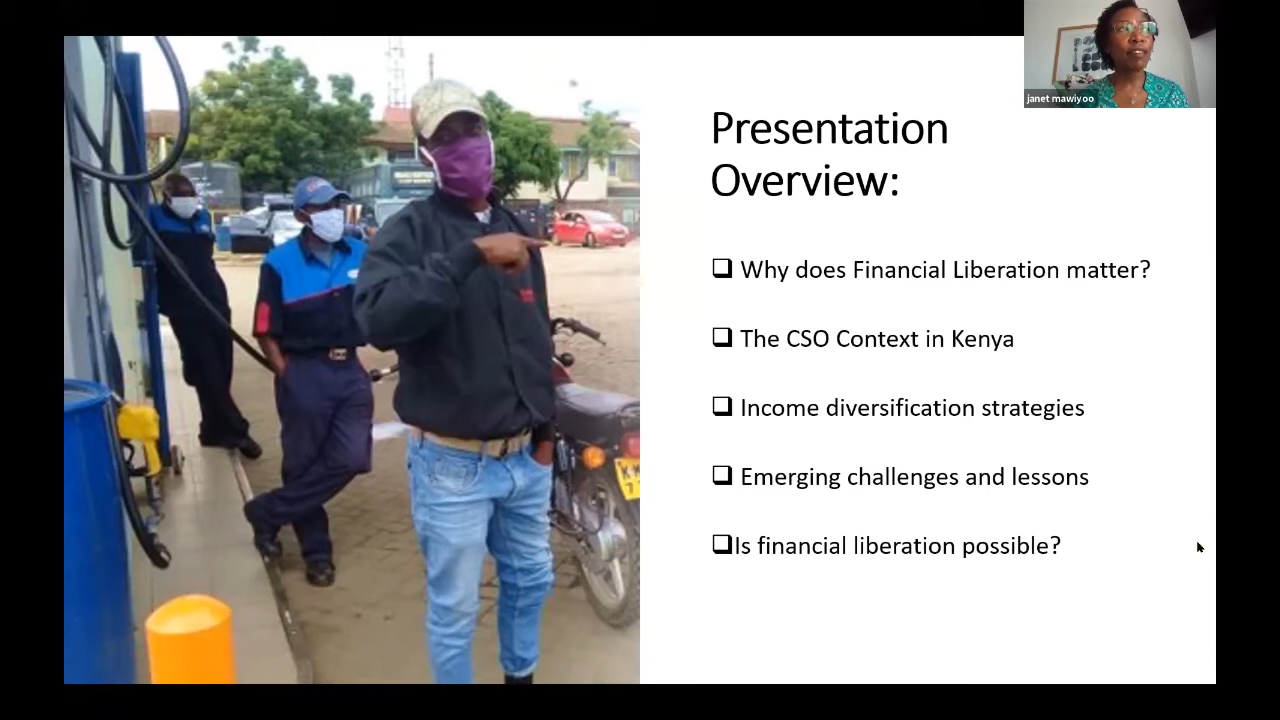 janet mawiyoo
Presentation
Overview:
Why does Financial Liberation matter?
The CSO Context in Kenya
Income diversification strategies
Emerging challenges and lessons
Is financial liberation possible?